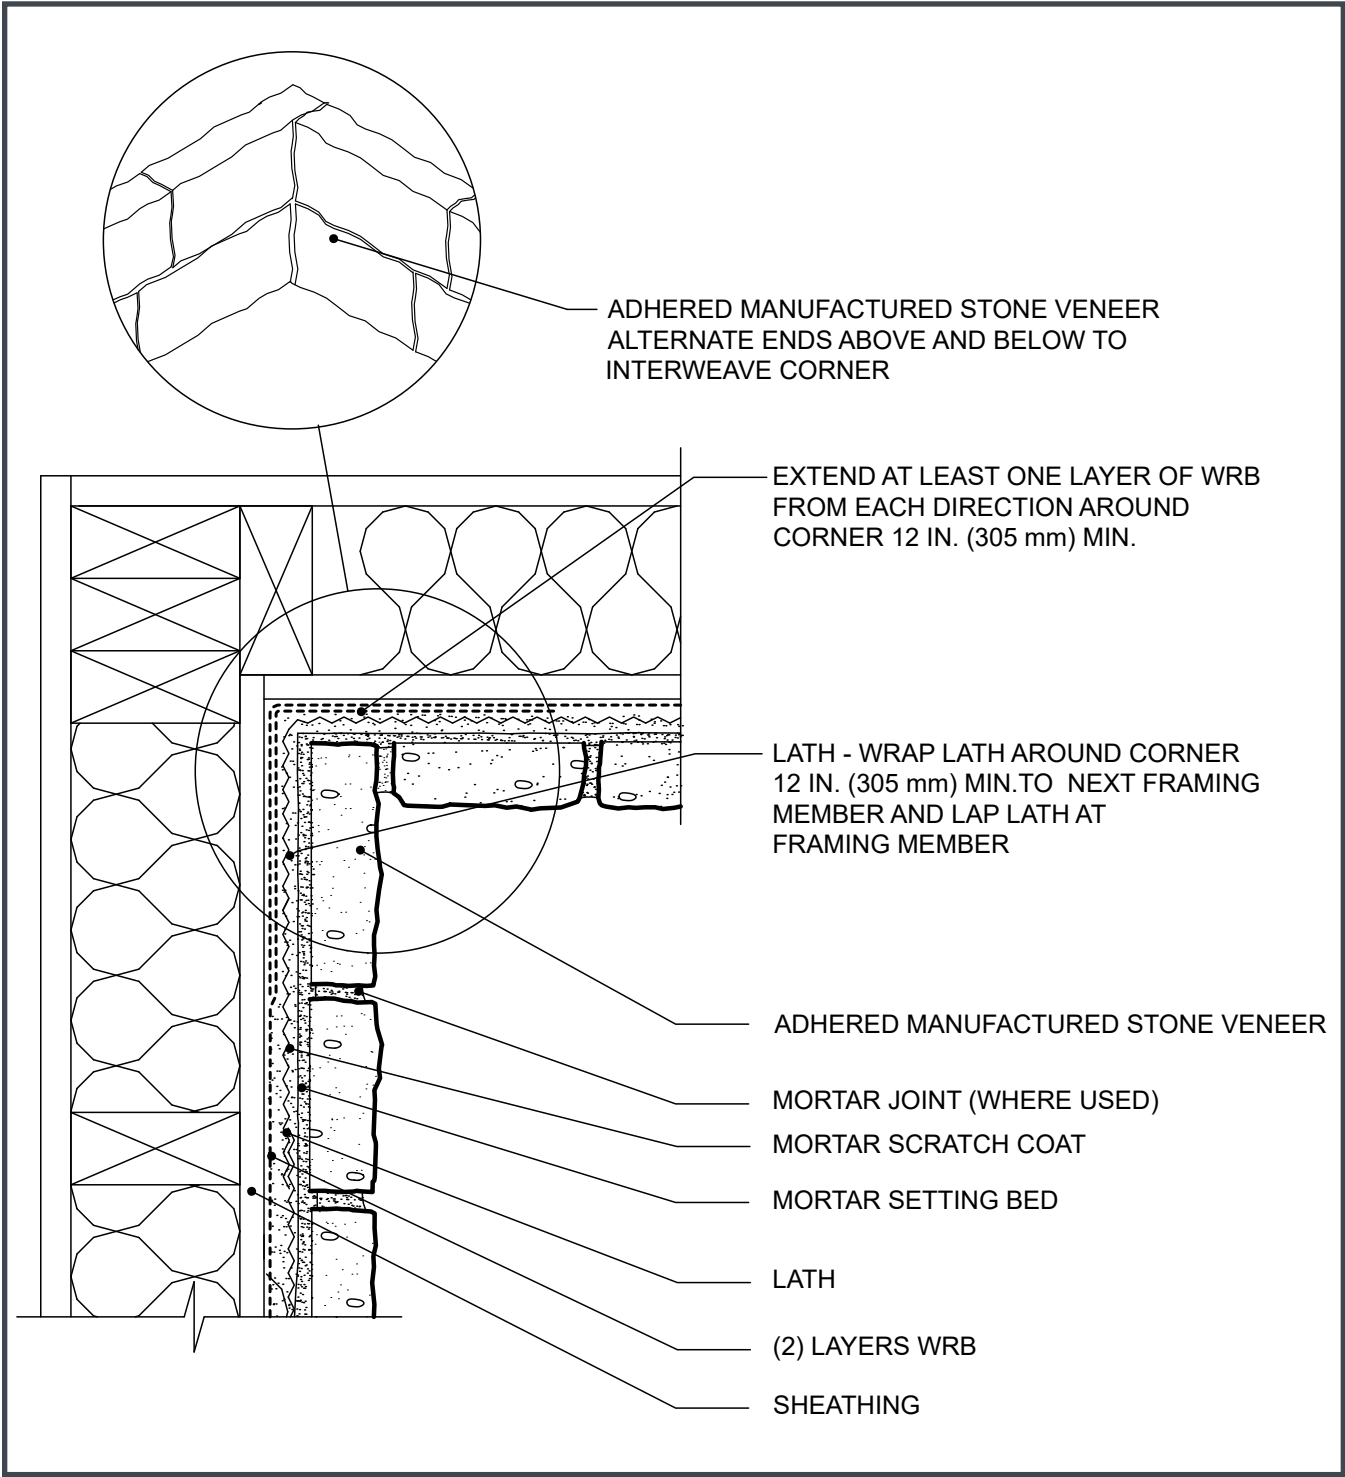 ADHERED MANUFACTURED STONE VENEER
ALTERNATE ENDS ABOVE AND BELOW TO
INTERWEAVE CORNER
EXTEND AT LEAST ONE LAYER OF WRB
FROM EACH DIRECTION AROUND
CORNER 12 IN. (305 mm) MIN.
LATH - WRAP LATH AROUND CORNER
12 IN. (305 mm) MIN.TO NEXT FRAMING
MEMBER AND LAP LATH AT
FRAMING MEMBER
ADHERED MANUFACTURED STONE VENEER
MORTAR JOINT (WHERE USED)
MORTAR SCRATCH COAT
MORTAR SETTING BED
LATH
(2) LAYERS WRB
SHEATHING